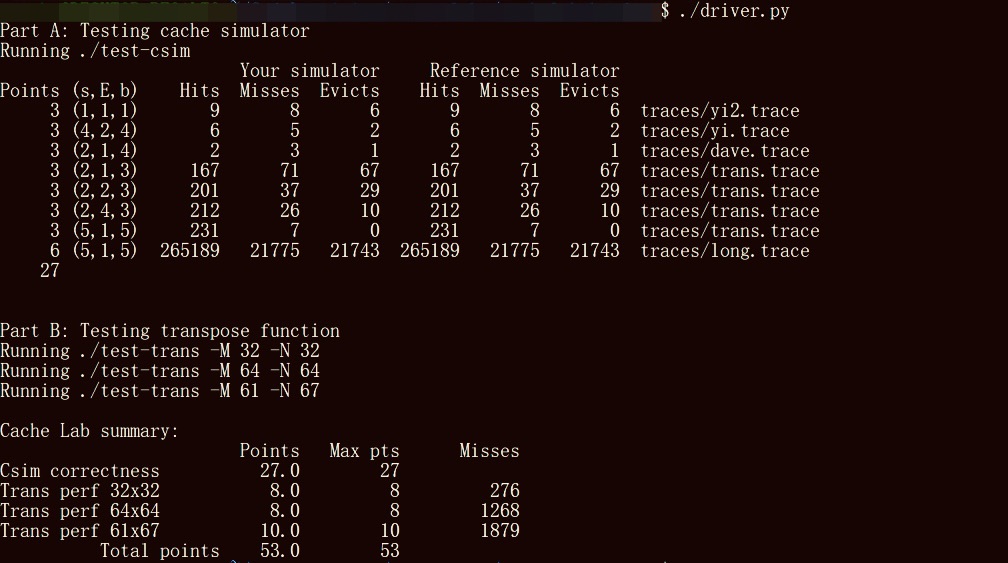 $ ./driver.py
Part A: Testing cache simulator
Running ./test-csim
                        Your simulator     Reference simulator
Points (s,E,b)    Hits  Misses  Evicts    Hits  Misses  Evicts
     3 (1,1,1)       9       8       6       9       8       6  traces/yi2.trace
     3 (4,2,4)       6       5       2       6       5       2  traces/yi.trace
     3 (2,1,4)       2       3       1       2       3       1  traces/dave.trace
     3 (2,1,3)     167      71      67     167      71      67  traces/trans.trace
     3 (2,2,3)     201      37      29     201      37      29  traces/trans.trace
     3 (2,4,3)     212      26      10     212      26      10  traces/trans.trace
     3 (5,1,5)     231       7       0     231       7       0  traces/trans.trace
     6 (5,1,5)  265189   21775   21743  265189   21775   21743  traces/long.trace
    27
Part B: Testing transpose function
Running ./test-trans -M 32 -N 32
Running ./test-trans -M 64 -N 64
Running ./test-trans -M 61 -N 67
Cache Lab summary:
                        Points   Max pts      Misses
Csim correctness          27.0        27
Trans perf 32x32           8.0         8         276
Trans perf 64x64           8.0         8        1268
Trans perf 61x67          10.0        10        1879
          Total points    53.0        53